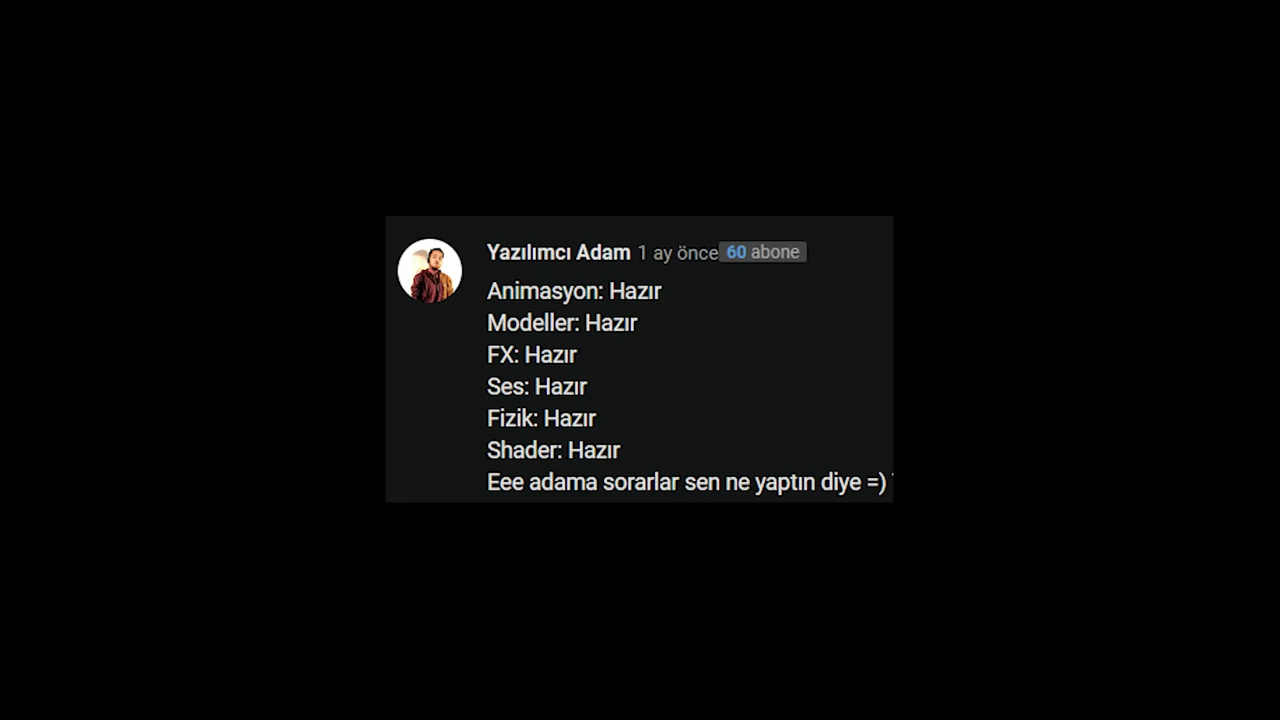 Yazılımcı Adam 1 ay önce 60 abone
Animasyon: Hazır
Modeller: Hazır
FX: Hazır
Ses: Hazır
Fizik: Hazır
Shader: Hazır
Eee adama sorarlar sen ne yaptın diye =)